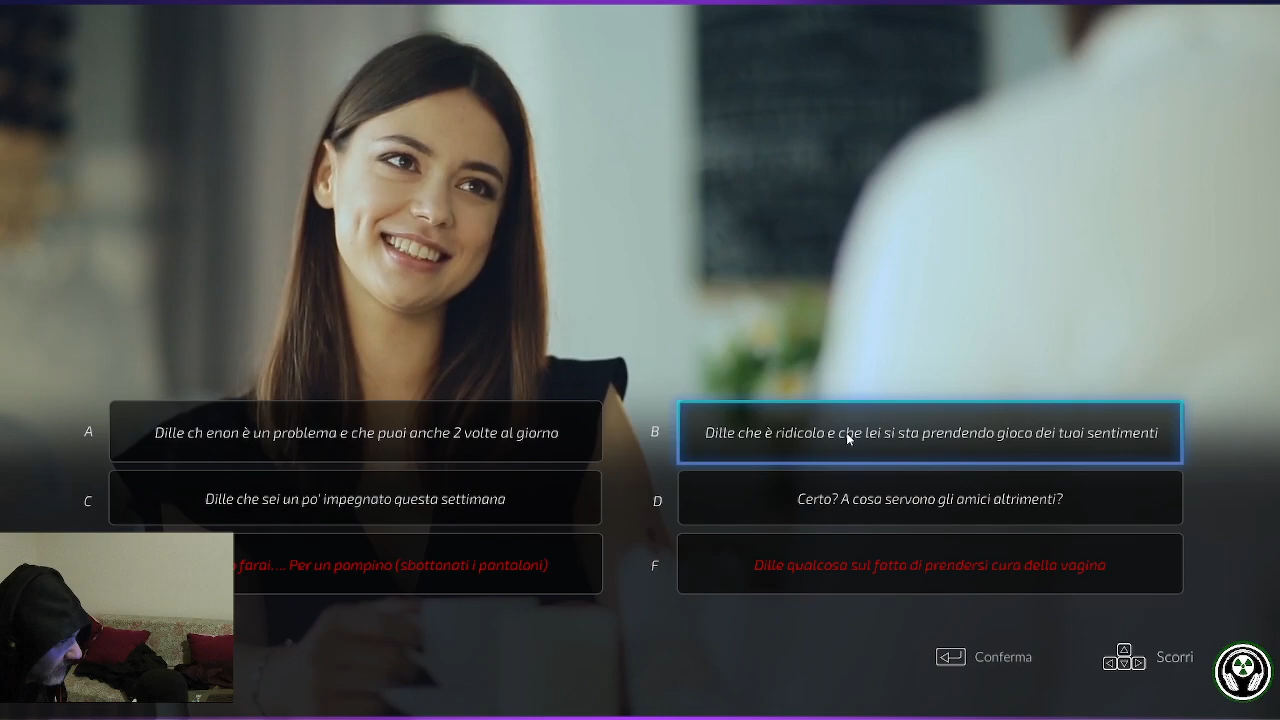 A
Dille ch enon è un problema e che puoi anche 2 volte al giorno
B
Dille che è ridicolo e che lei si sta prendendo gioco dei tuoi sentimenti
C
Dille che sei un po' impegnato questa settimana
D
Certo? A cosa servono gli amici altrimenti?
farai.... Per un pompino (sbottonati i pantaloni)
F
Dille qualcosa sul fatto di prendersi cura della vagina
Conferma
Scorri